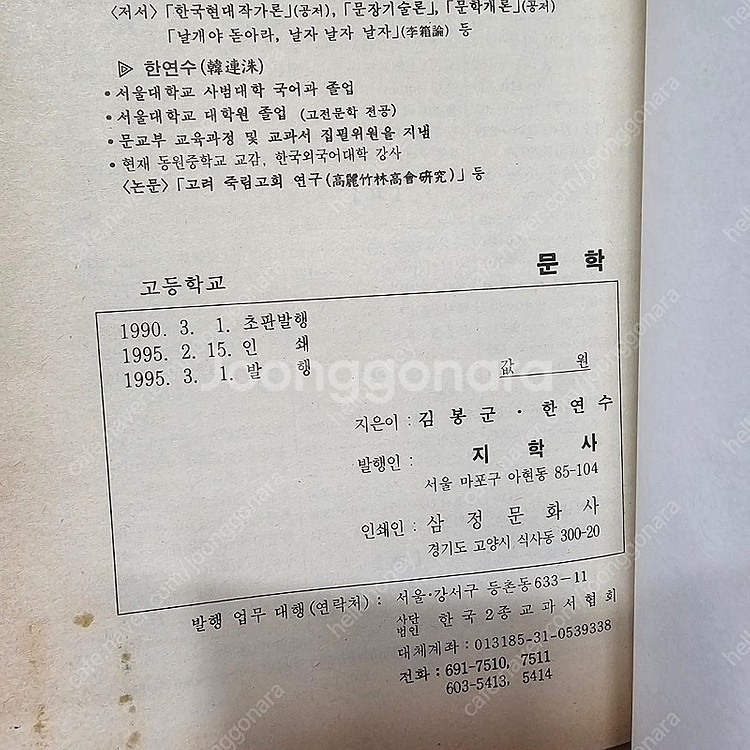 〈저서〉「한국현대작가론」(공저), 「문장기술론」, 「문학개론」(공저)
「날개야 돋아라, 날자 날자 날자」(李箱論) 등
▷ 한연수(韓連洙)
• 서울대학교 사범대학 국어과 졸업
• 서울대학교 대학원 졸업 (고전문학 전공)
• 문교부 교육과정 및 교과서 집필위원을 지냄
• 현재 동원중학교 교감, 한국외국어대학 강사
〈논문〉「고려 죽림고회 연구(高麗竹林高會研究)」 등
고등학교 문 학
1990. 3. 1. 초판발행
1995. 2. 15. 인 쇄
1995. 3. 1. 발 행
값 원
Joonggonara
지은이 : 김 봉 군 · 한 연 수
발행인 : 지 학 사
서울 마포구 아현동 85-104
인쇄인 : 삼 정 문 화 사
경기도 고양시 식사동 300-20
발행 업무 대행(연락처) : 서울·강서구 등촌동 633-11
사단법인 한국2종교과서협회
대체계좌 : 013185-31-0539338
전화 : 691-7510, 7511
603-5413, 5414
cafe.naver.com/joonggonara